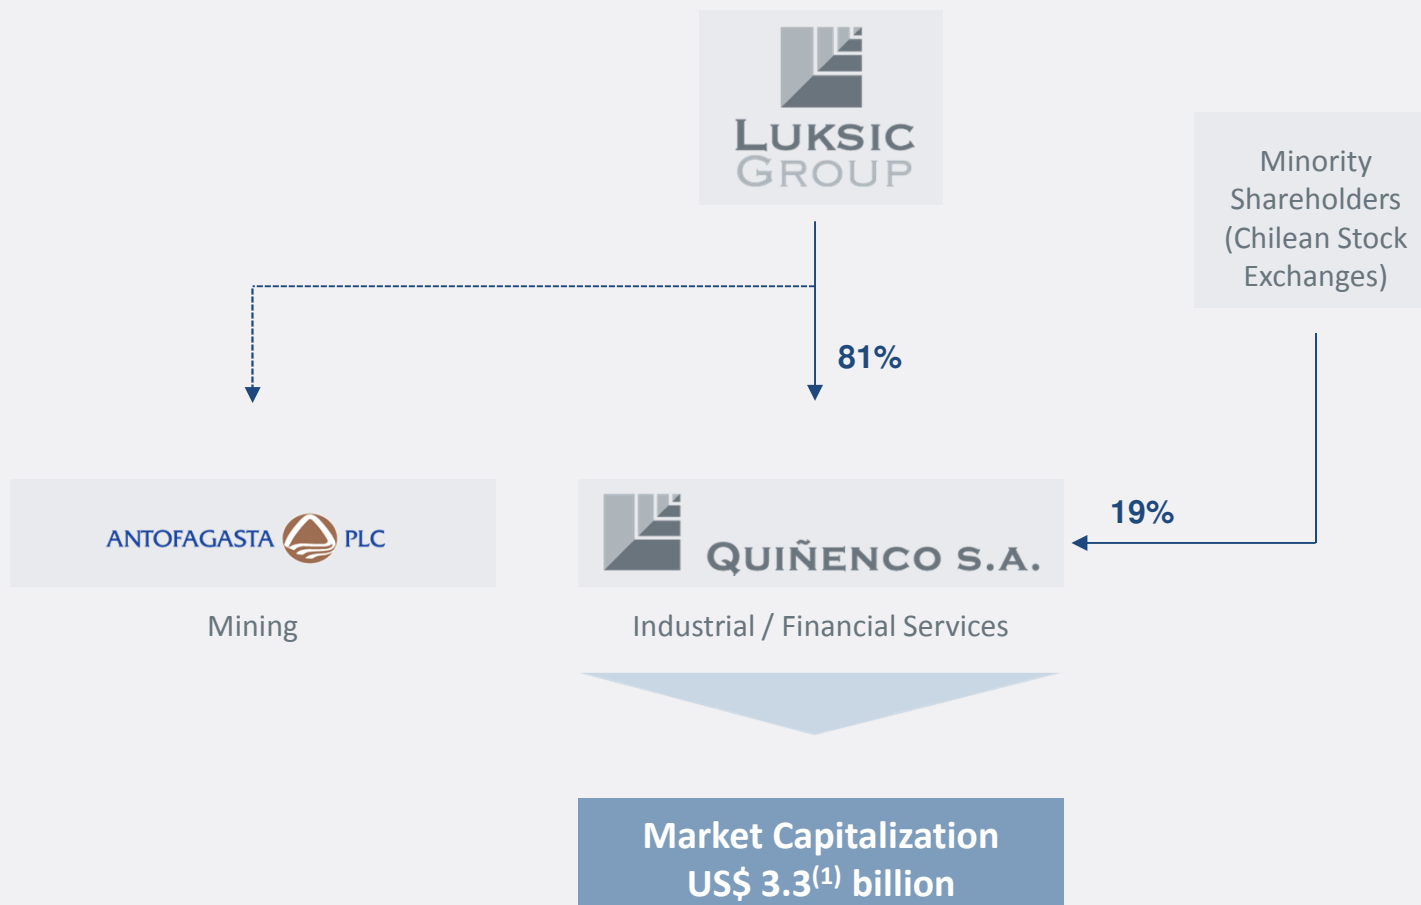 LUKSIC
GROUP
Minority
Shareholders
(Chilean Stock
Exchanges)
81%
19%
ANTOFAGASTA PLC
QUIÑENCO S.A.
Mining
Industrial / Financial Services
Market Capitalization
US$ 3.3(1) billion